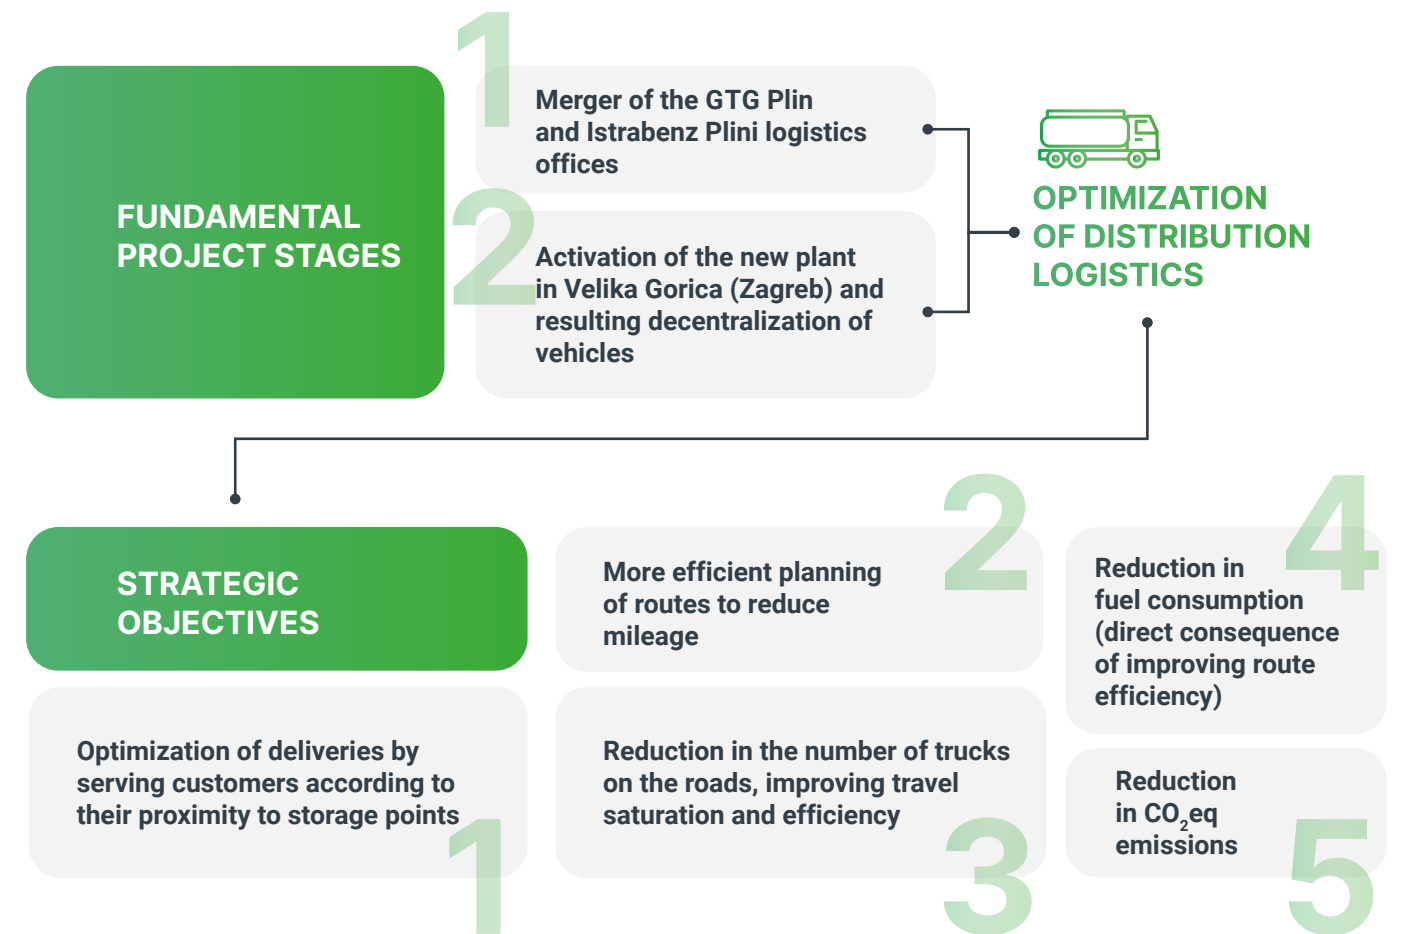 FUNDAMENTAL
PROJECT STAGES
1
Merger of the GTG Plin
and Istrabenz Plini logistics
offices
2
Activation of the new plant
in Velika Gorica (Zagreb) and
resulting decentralization of
vehicles
OPTIMIZATION
OF DISTRIBUTION
LOGISTICS
STRATEGIC
OBJECTIVES
Optimization of deliveries by
serving customers according to
their proximity to storage points
1
2
More efficient planning
of routes to reduce
mileage
Reduction in the number of trucks
on the roads, improving travel
saturation and efficiency
3
4
Reduction in
fuel consumption
(direct consequence
of improving route
efficiency)
Reduction
in CO₂eq
emissions
5